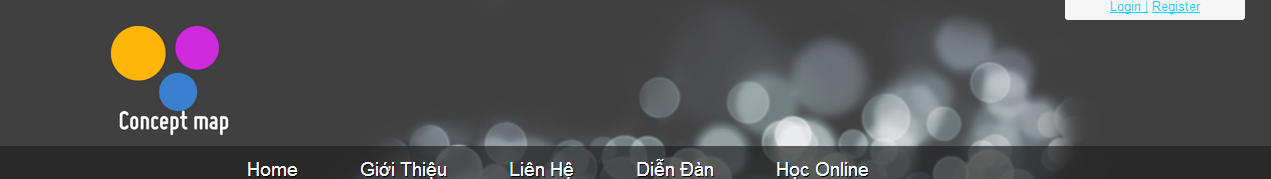 Login | Register
Concept map
Home Giới Thiệu Liên Hệ Diễn Đàn Học Online